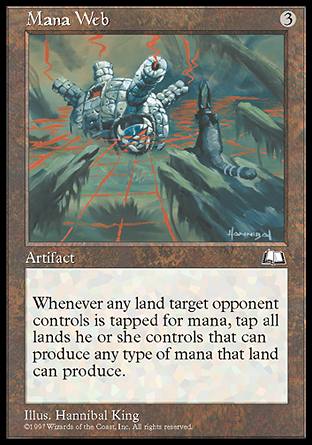 Mana Web 3
HANNIBAL
Artifact
Whenever any land target opponent
controls is tapped for mana, tap all
lands he or she controls that can
produce any type of mana that land
can produce.
Illus. Hannibal King
©1997 Wizards of the Coast, Inc. All rights reserved.